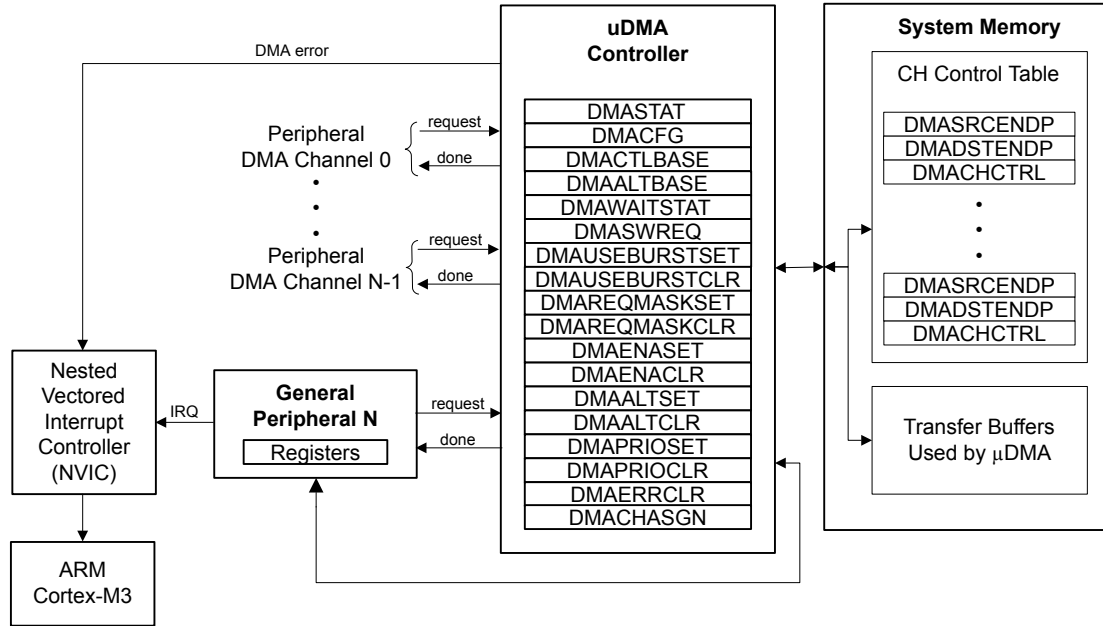 uDMA
Controller
DMASTAT
DMACFG
DMACTLBASE
DMAALTBASE
DMAWAITSTAT
DMASWREQ
DMAUSEBURSTSET
DMAUSEBURSTCLR
DMAREQMASKSET
DMAREQMASKCLR
DMAENASET
DMAENACLR
DMAALTSET
DMAALTCLR
DMAPRIOSET
DMAPRIOCLR
DMAERRCLR
DMACHASGN
DMA error
Peripheral
DMA Channel 0
request
done
Peripheral
DMA Channel N-1
request
done
Nested
Vectored
Interrupt
Controller
(NVIC)
IRQ
General
Peripheral N
Registers
request
done
ARM
Cortex-M3
System Memory
CH Control Table
DMASRCENDP
DMADSTENDP
DMACHCTRL
DMASRCENDP
DMADSTENDP
DMACHCTRL
Transfer Buffers
Used by μDMA